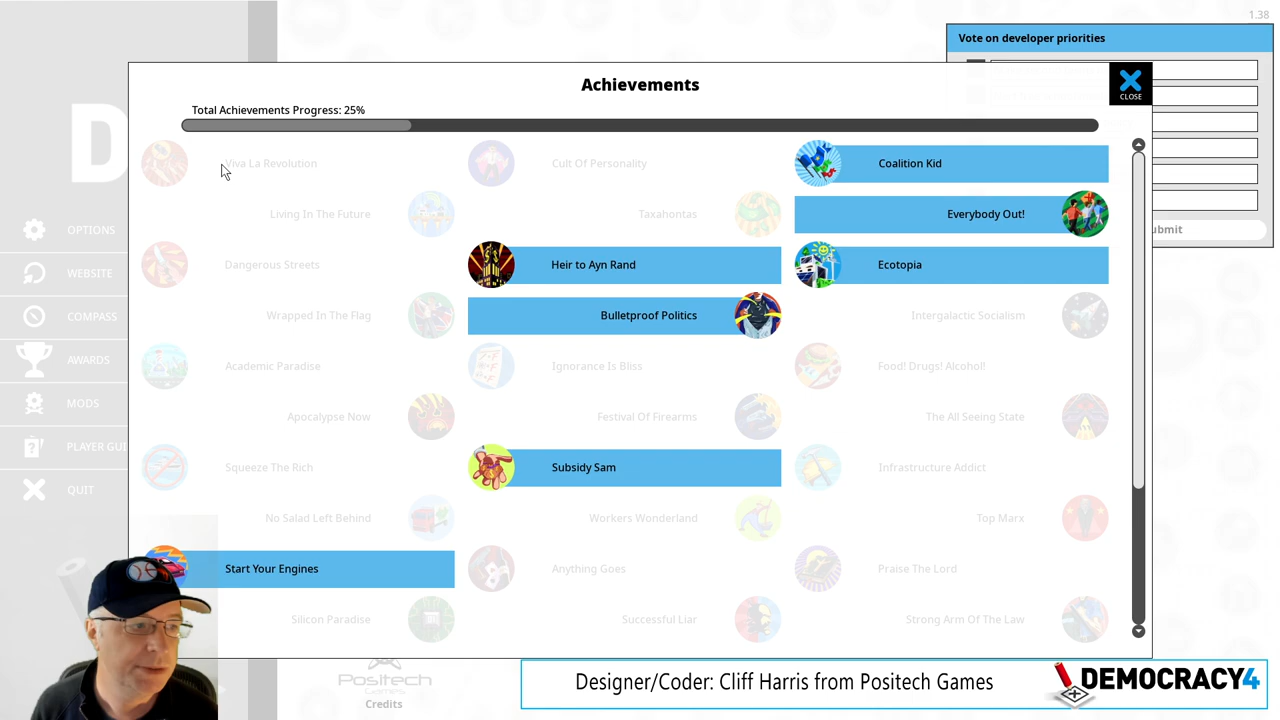 1.38
Vote on developer priorities
Achievements
CLOSE
Total Achievements Progress: 25%
Viva La Revolution
Cult Of Personality
Coalition Kid
Living In The Future
Taxahontas
Everybody Out!
Dangerous Streets
Heir to Ayn Rand
Ecotopia
Wrapped In The Flag
Bulletproof Politics
Intergalactic Socialism
Academic Paradise
Ignorance Is Bliss
Food! Drugs! Alcohol!
Apocalypse Now
Festival Of Firearms
The All Seeing State
Squeeze The Rich
Subsidy Sam
Infrastructure Addict
No Salad Left Behind
Workers Wonderland
Top Marx
Start Your Engines
Anything Goes
Praise The Lord
Silicon Paradise
Successful Liar
Strong Arm Of The Law
D
OPTIONS
WEBSITE
COMPASS
AWARDS
MODS
PLAYER GUI
QUIT
ubmit
Positech
Games
Credits
Designer/Coder: Cliff Harris from Positech Games
DEMOCRACY4